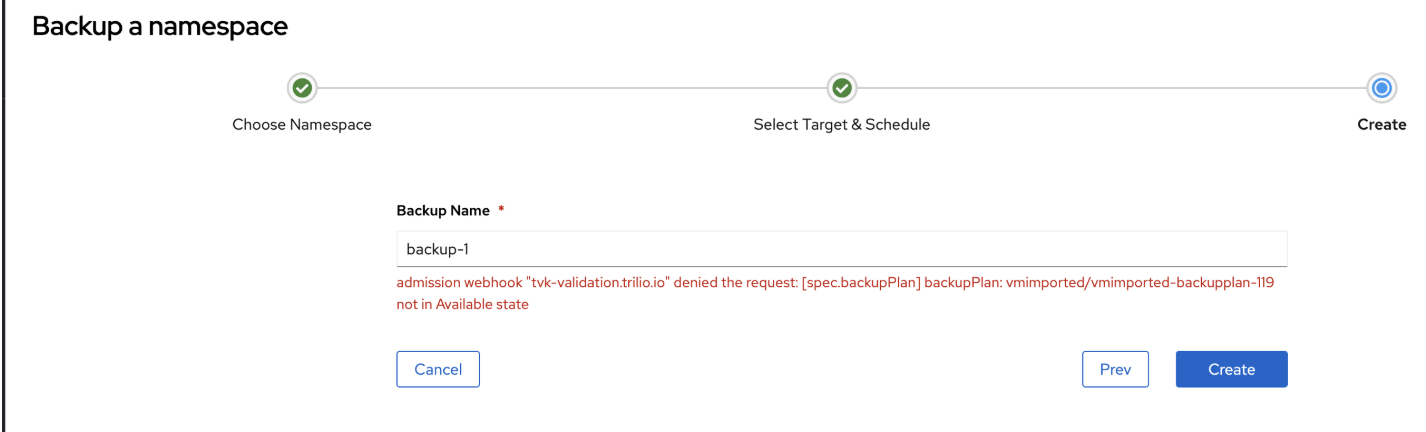 Backup a namespace
Choose Namespace
Select Target & Schedule
Create
Backup Name *
backup-1
admission webhook "tvk-validation.trilio.io" denied the request: [spec.backupPlan] backupPlan: vmimported/vmimported-backupplan-119
not in Available state
Cancel
Prev
Create